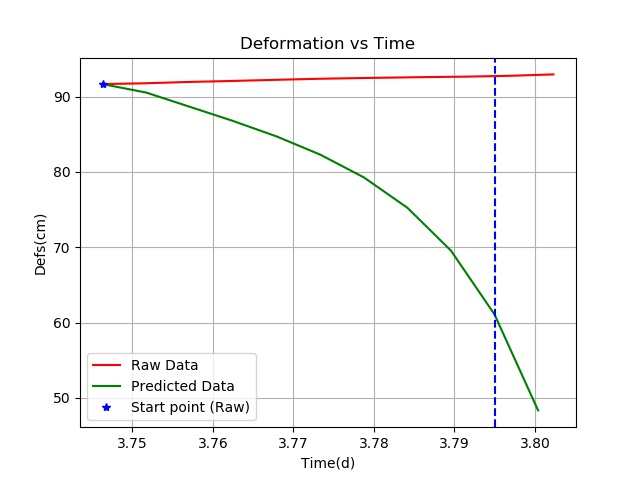 Deformation vs Time
Defs(cm)
90
80
70
60
50
Raw Data
Predicted Data
Start point (Raw)
3.75 3.76 3.77 3.78 3.79 3.80
Time(d)